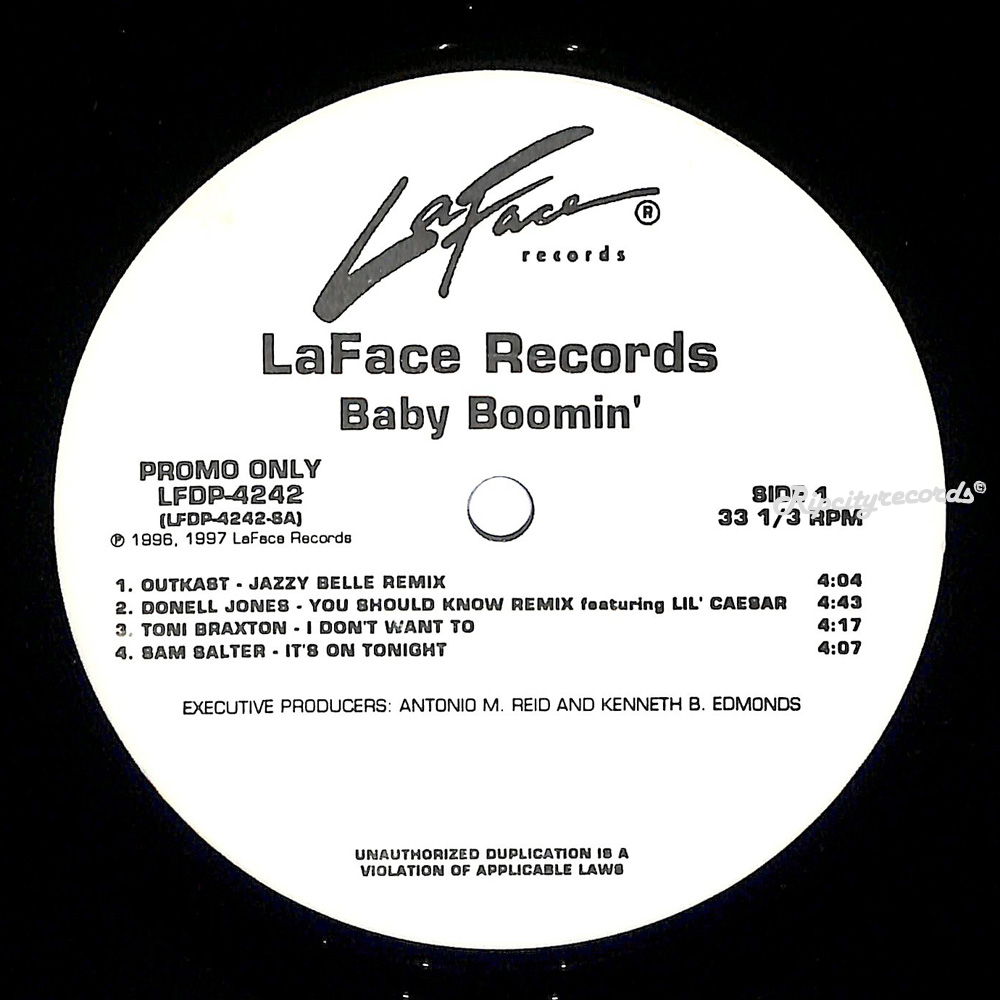 LaFace ®
records
LaFace Records
Baby Boomin'
PROMO ONLY
LFDP-4242
(LFDP-4242-SA)
℗ 1996, 1997 LaFace Records
SIDE 1
33 1/3 RPM
Ripcityrecords©
1. OUTKAST - JAZZY BELLE REMIX 4:04
2. DONELL JONES - YOU SHOULD KNOW REMIX featuring LIL' CAESAR 4:43
3. TONI BRAXTON - I DON'T WANT TO 4:17
4. SAM SALTER - IT'S ON TONIGHT 4:07
EXECUTIVE PRODUCERS: ANTONIO M. REID AND KENNETH B. EDMONDS
UNAUTHORIZED DUPLICATION IS A
VIOLATION OF APPLICABLE LAWS